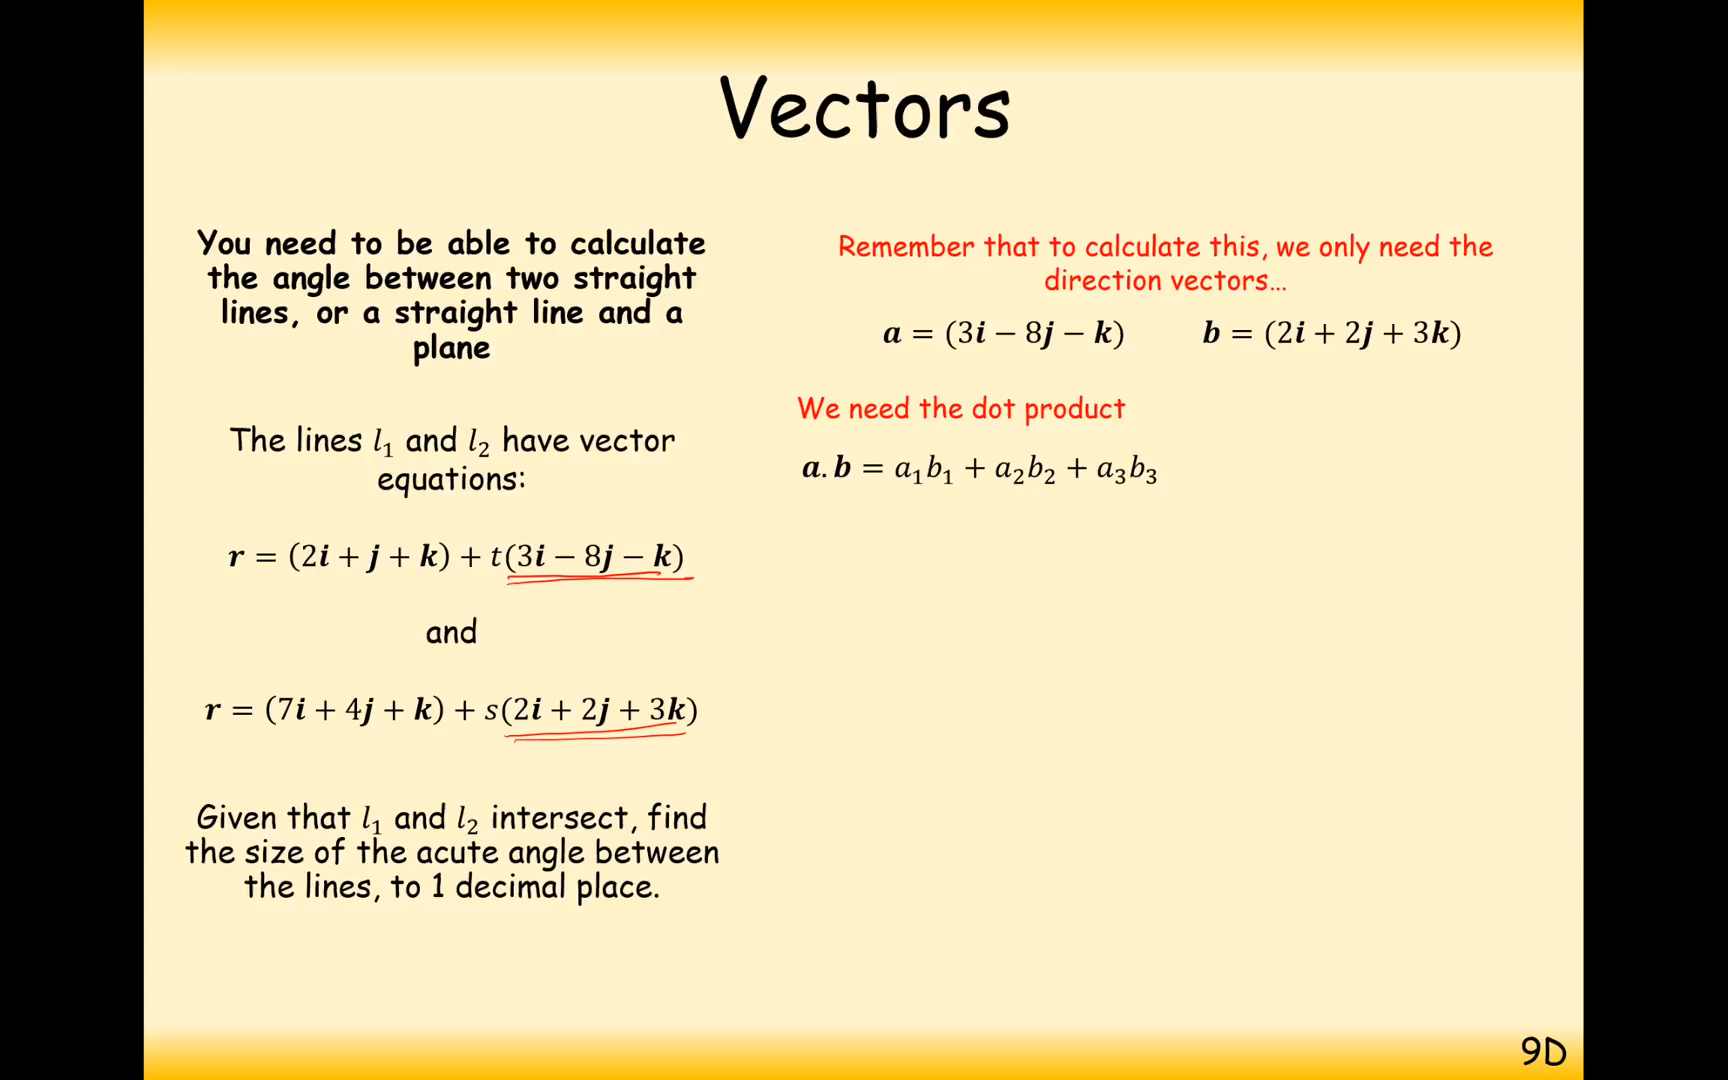 Vectors
You need to be able to calculate
the angle between two straight
lines, or a straight line and a
plane
The lines l₁ and l₂ have vector
equations:
r = (2i + j + k) + t(3i − 8j − k)
and
r = (7i + 4j + k) + s(2i + 2j + 3k)
Given that l₁ and l₂ intersect, find
the size of the acute angle between
the lines, to 1 decimal place.
Remember that to calculate this, we only need the
direction vectors…
a = (3i − 8j − k) b = (2i + 2j + 3k)
We need the dot product
a.b = a₁b₁ + a₂b₂ + a₃b₃
9D